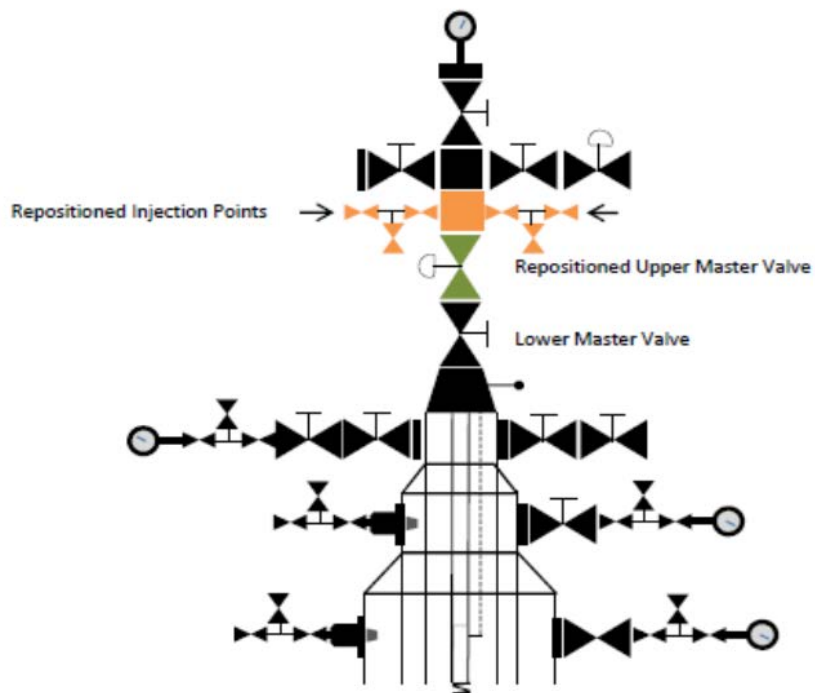 Repositioned Injection Points
Repositioned Upper Master Valve
Lower Master Valve